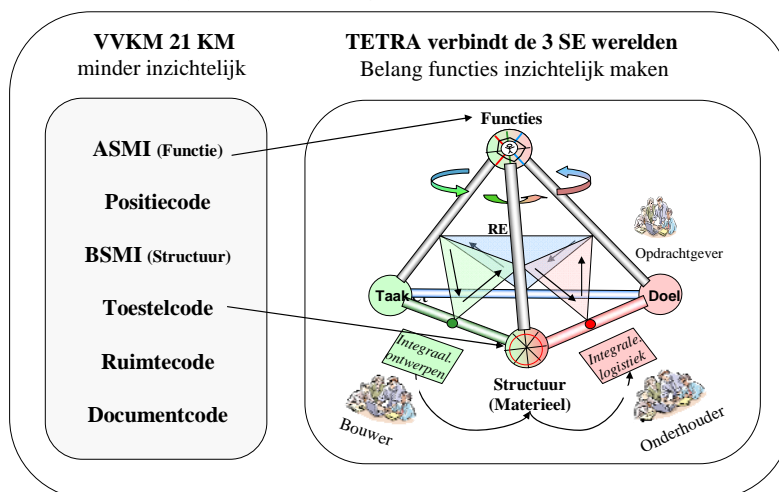 VVKM 21 KM
minder inzichtelijk
TETRA verbindt de 3 SE werelden
Belang functies inzichtelijk maken
ASMI (Functie)
Positiecode
BSMI (Structuur)
Toestelcode
Ruimtecode
Documentcode
Functies
RE
Opdrachtgever
Taak
Doel
Integraal.
ontwerpen
Integrale.
logistiek
Structuur
(Materieel)
Bouwer
Onderhouder